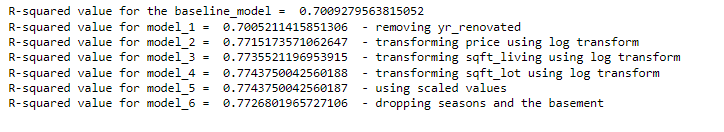 R-squared value for the baseline_model =  0.7009279563815052
R-squared value for model_1 =  0.7005211415851306  - removing yr_renovated
R-squared value for model_2 =  0.7715173571062647  - transforming price using log transform
R-squared value for model_3 =  0.7735521196953915  - transforming sqft_living using log transform
R-squared value for model_4 =  0.7743750042560188  - transforming sqft_lot using log transform
R-squared value for model_5 =  0.7743750042560187  - using scaled values
R-squared value for model_6 =  0.7726801965727106  - dropping seasons and the basement